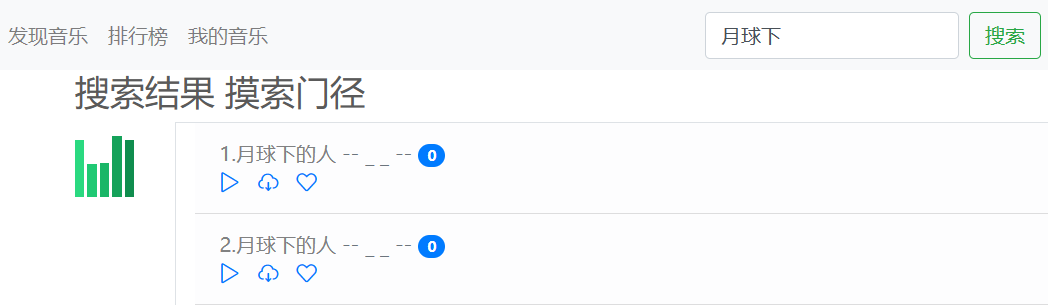 发现音乐 排行榜 我的音乐 月球下 搜索
搜索结果 摸索门径
1.月球下的人 -- _ _ -- 0
2.月球下的人 -- _ _ -- 0